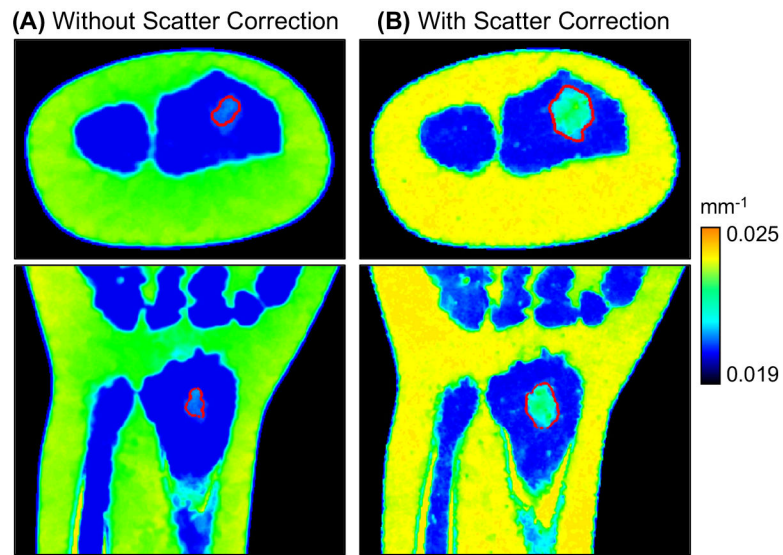 (A) Without Scatter Correction
(B) With Scatter Correction
mm-1
0.025
0.019